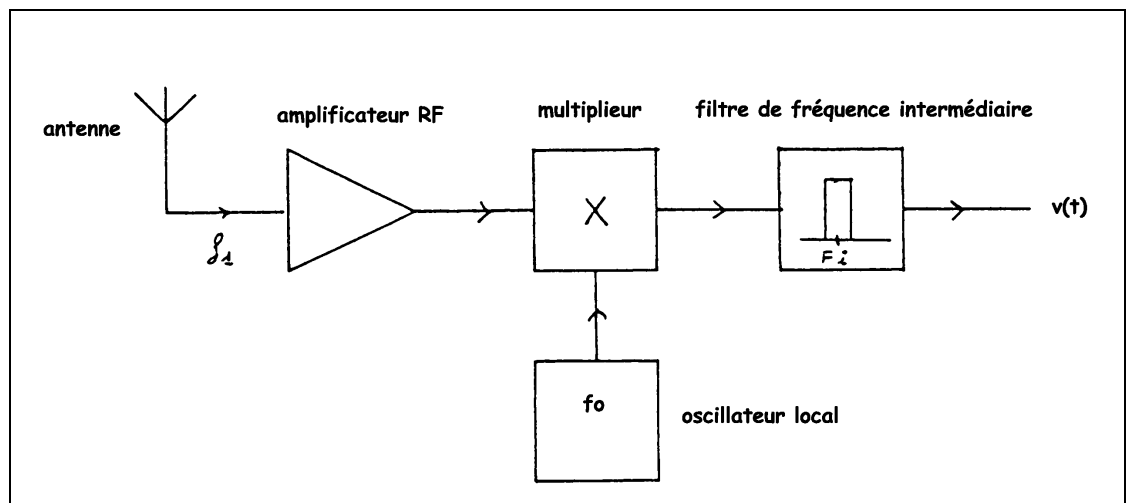 antenne
amplificateur RF
multiplieur
filtre de fréquence intermédiaire
f1
X
Fi
v(t)
fo
oscillateur local